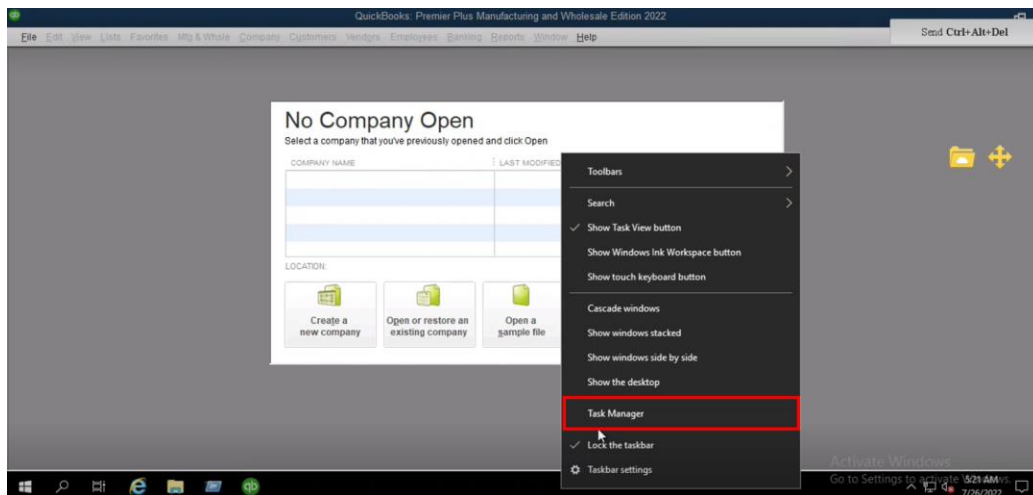 QuickBooks: Premier Plus Manufacturing and Wholesale Edition 2022
File Edit View Lists Favorites Mfg & Whsle Company Customers Vendors Employees Banking Reports Window Help
Send Ctrl+Alt+Del
No Company Open
Select a company that you've previously opened and click Open
COMPANY NAME
LAST MODIFIED
LOCATION:
Create a
new company
Open or restore an
existing company
Open a
sample file
Toolbars
Search
Show Task View button
Show Windows Ink Workspace button
Show touch keyboard button
Cascade windows
Show windows stacked
Show windows side by side
Show the desktop
Task Manager
Lock the taskbar
Taskbar settings
Activate Windows
Go to Settings to activate Windows.
5:21 AM
7/26/2022
qb